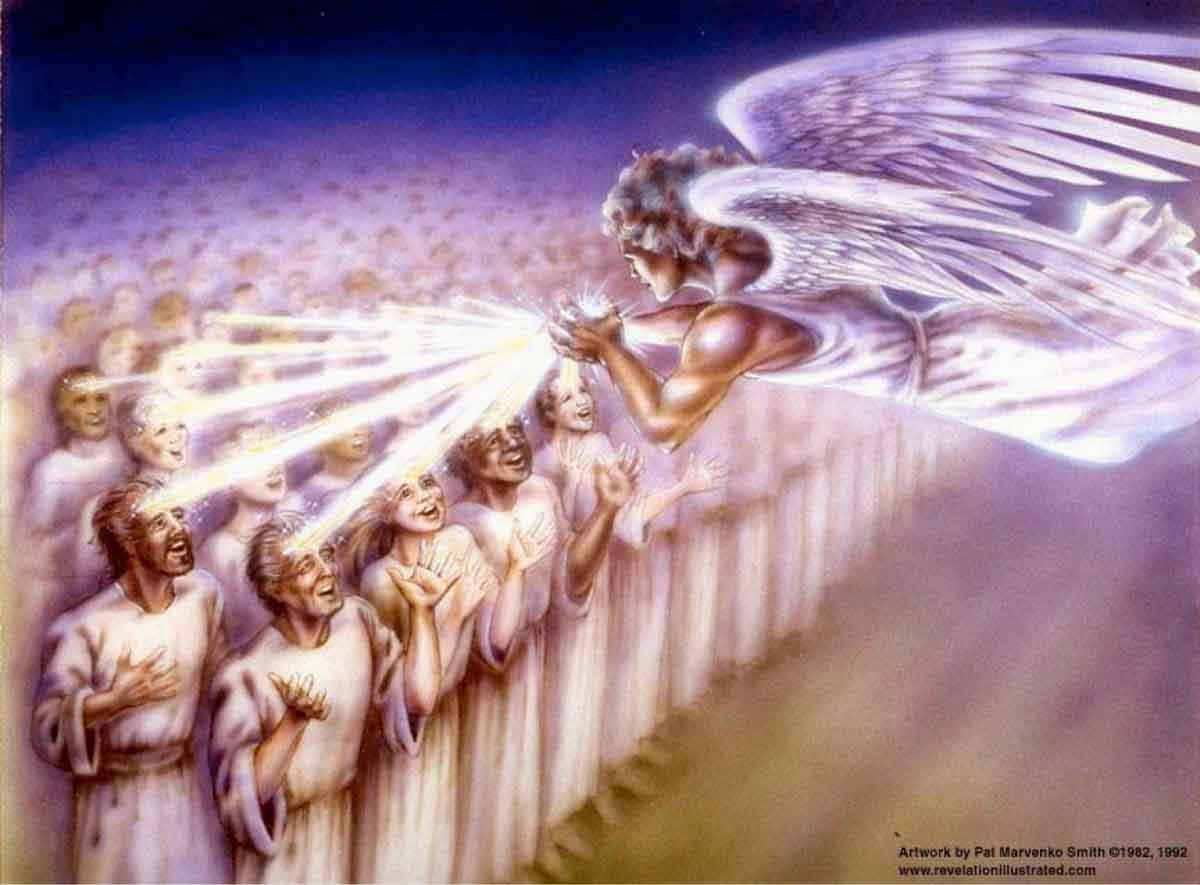 Artwork by Pat Marvenko Smith ©1982, 1992
www.revelationillustrated.com